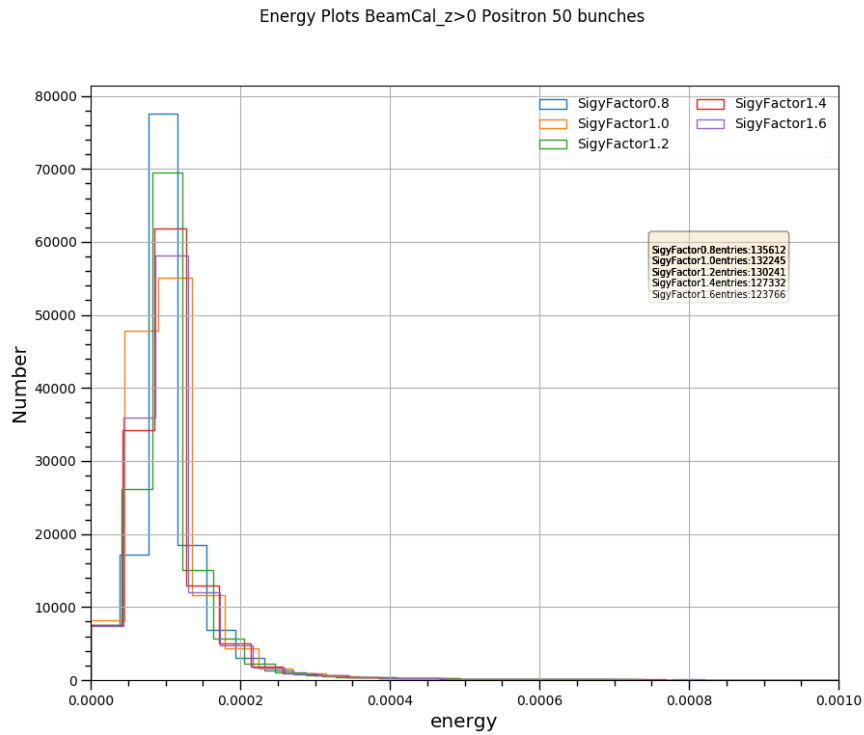 Energy Plots BeamCal_z>0 Positron 50 bunches
80000
70000
60000
50000
40000
30000
20000
10000
0
Number
SigyFactor0.8
SigyFactor1.0
SigyFactor1.2
SigyFactor1.4
SigyFactor1.6
SigyFactor0.8entries:135612
SigyFactor1.0entries:132245
SigyFactor1.2entries:130241
SigyFactor1.4entries:127332
SigyFactor1.6entries:123766
0.0000 0.0002 0.0004 0.0006 0.0008 0.0010
energy